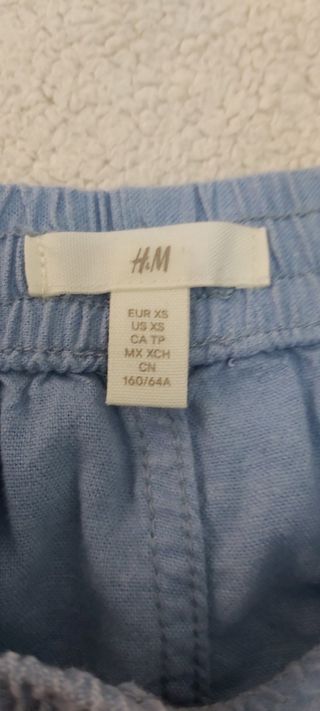 H&M
EUR XS
US XS
CA TP
MX XCH
CN
160/64A